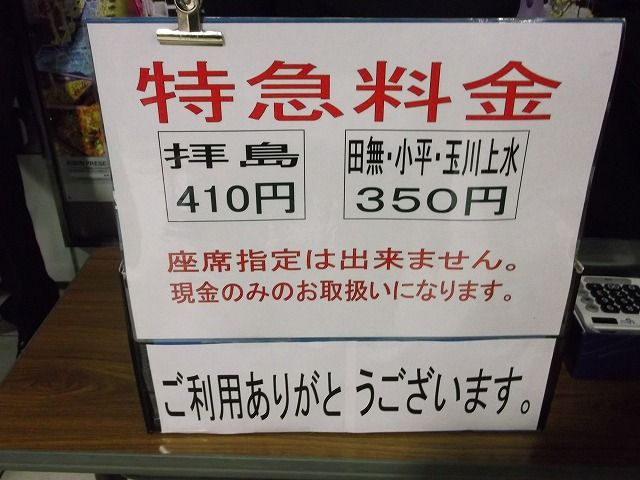 特急料金
拝島
410円
田無・小平・玉川上水
350円
座席指定は出来ません。
現金のみのお取扱いになります。
ご利用ありがとうございます。